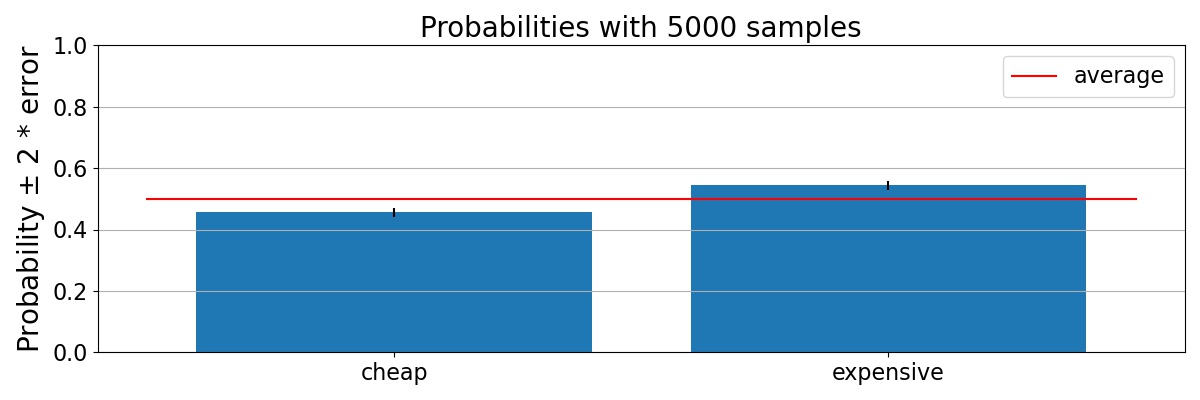 Probabilities with 5000 samples
Probability ± 2 * error
1.0
0.8
0.6
0.4
0.2
0.0
average
cheap
expensive